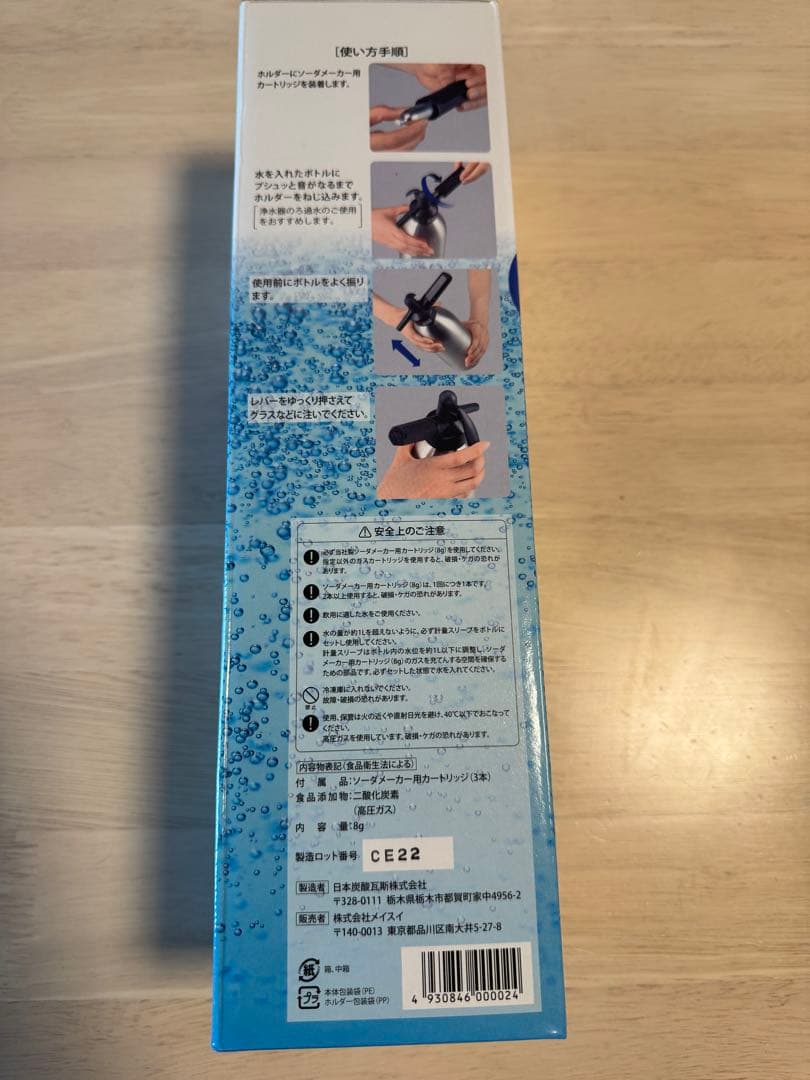 [使い方手順]
ホルダーにソーダメーカー用
カートリッジを装着します。
水を入れたボトルに
プシュッと音がなるまで
ホルダーをねじ込みます。
[浄水器のろ過水のご使用
をおすすめします。]
使用前にボトルをよく振り
ます。
レバーをゆっくり押さえて
グラスなどに注いでください。
安全上のご注意
必ず当社製ソーダメーカー用カートリッジ(8g)を使用してください。
指定以外のガスカートリッジを使用すると、破損・ケガの恐れが
あります。
ソーダメーカー用カートリッジ(8g)は、1回につき1本です。
2本以上使用すると、破損・ケガの恐れがあります。
飲用に適した水をご使用ください。
水の量が約1Lを超えないように、必ず計量スリーブをボトルに
セットし使用してください。
計量スリーブはボトル内の水位を約1L以下に調整し、ソーダ
メーカー用カートリッジ(8g)のガスを充てんする空間を確保する
ための部品です。必ずセットした状態で水を入れてください。
冷凍庫に入れないでください。
故障・破損の恐れがあります。
禁止
使用、保管は火の近くや直射日光を避け、40℃以下でおこなって
ください。
高圧ガスを使用しています。破損・ケガの恐れがあります。
内容物表記(食品衛生法による)
付属品:ソーダメーカー用カートリッジ(3本)
食品添加物:二酸化炭素
(高圧ガス)
内容量:8g
製造ロット番号 CE22
製造者 日本炭酸瓦斯株式会社
〒328-0111 栃木県栃木市都賀町家中4956-2
販売者 株式会社メイスイ
〒140-0013 東京都品川区南大井5-27-8
紙 箱、中箱
プラ 本体包装袋(PE)
ホルダー包装袋(PP)
4 930846 000024